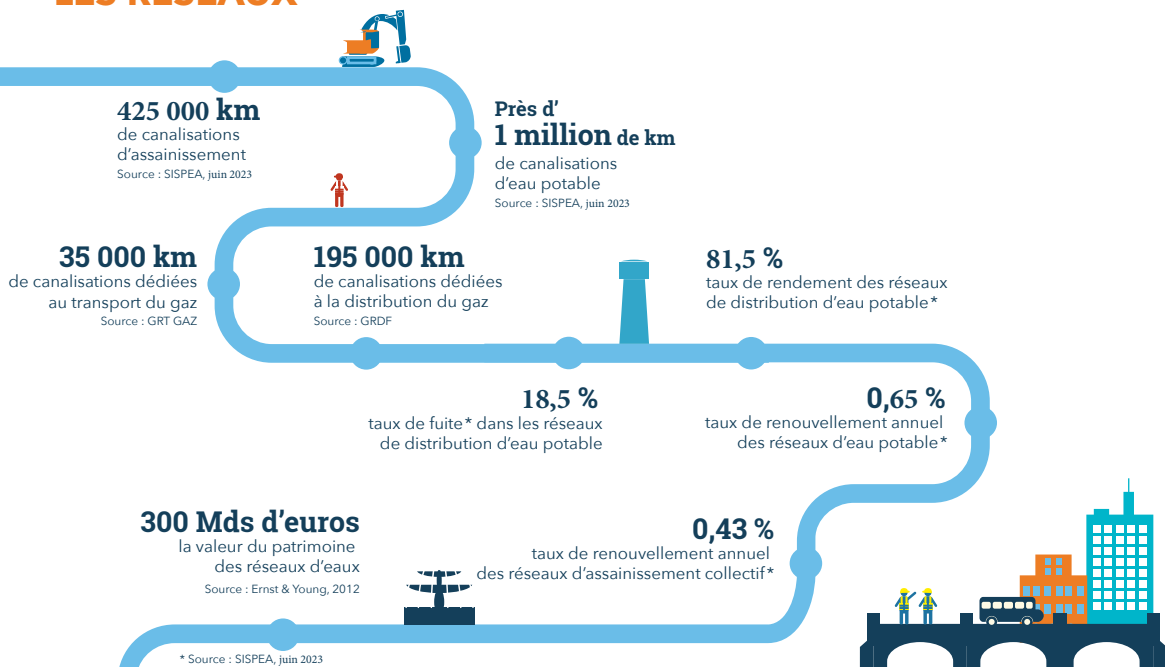 LES RÉSEAUX
425 000 km
de canalisations
d'assainissement
Source : SISPEA, juin 2023
Près d'
1 million de km
de canalisations
d'eau potable
Source : SISPEA, juin 2023
35 000 km
de canalisations dédiées
au transport du gaz
Source : GRT GAZ
195 000 km
de canalisations dédiées
à la distribution du gaz
Source : GRDF
81,5 %
taux de rendement des réseaux
de distribution d'eau potable*
18,5 %
taux de fuite* dans les réseaux
de distribution d'eau potable
0,65 %
taux de renouvellement annuel
des réseaux d'eau potable*
300 Mds d'euros
la valeur du patrimoine
des réseaux d'eaux
Source : Ernst & Young, 2012
0,43 %
taux de renouvellement annuel
des réseaux d'assainissement collectif*
* Source : SISPEA, juin 2023